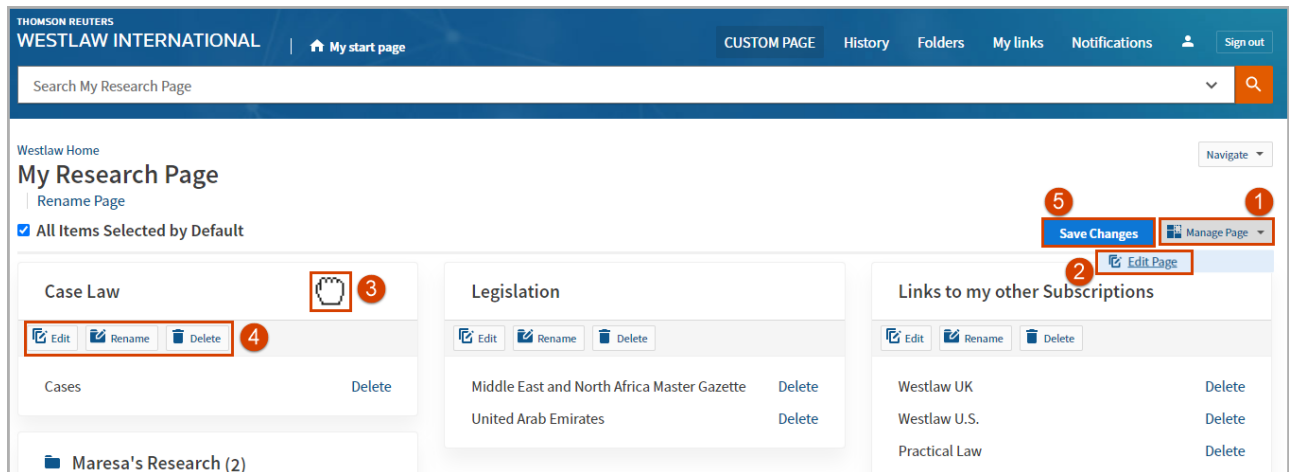 THOMSON REUTERS
WESTLAW INTERNATIONAL | My start page CUSTOM PAGE History Folders My links Notifications Sign out
Search My Research Page
Westlaw Home
Navigate
My Research Page
Rename Page
5 1
All Items Selected by Default
Save Changes Manage Page
2 Edit Page
Case Law 3 Legislation Links to my other Subscriptions
Edit Rename Delete 4 Edit Rename Delete Edit Rename Delete
Cases Delete Middle East and North Africa Master Gazette Delete Westlaw UK Delete
United Arab Emirates Delete Westlaw U.S. Delete
Practical Law Delete
Maresa's Research (2)